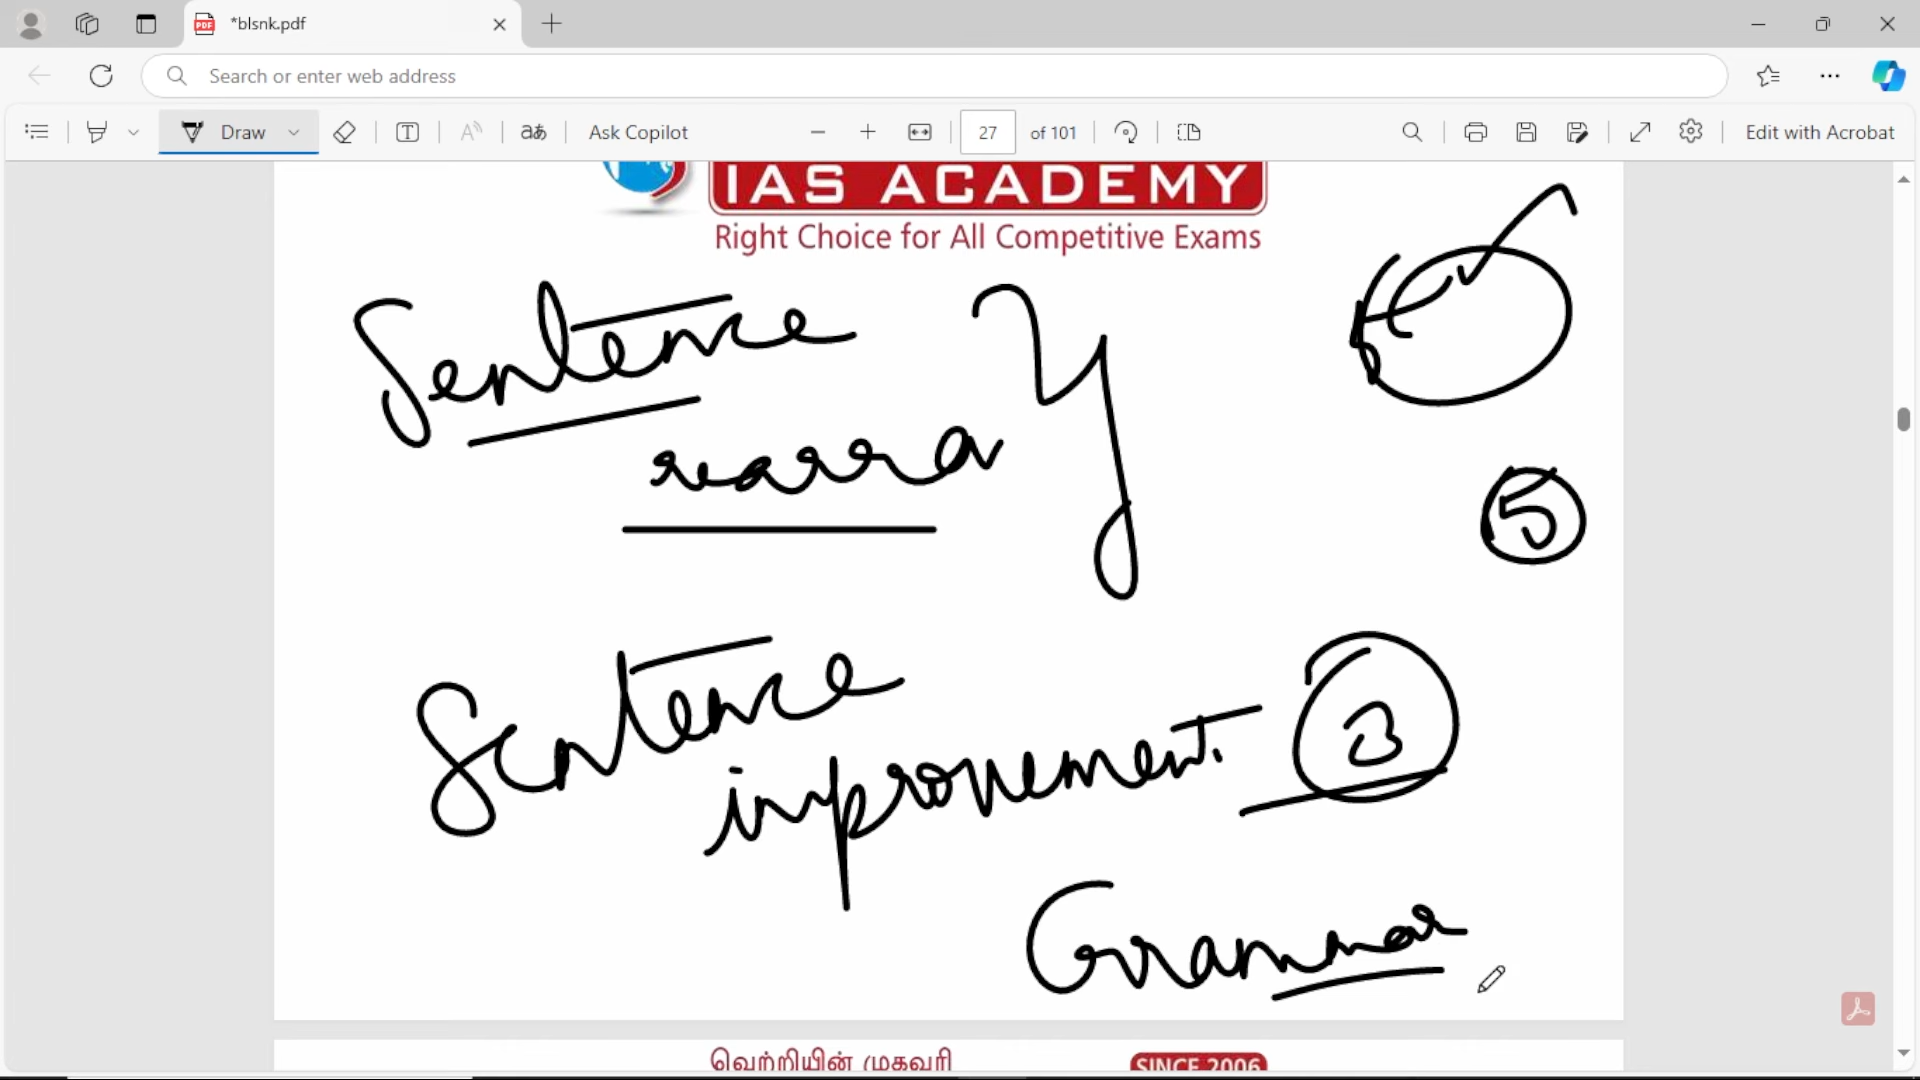 *blsnk.pdf
Search or enter web address
Draw
Ask Copilot
27 of 101
Edit with Acrobat
IAS ACADEMY
Right Choice for All Competitive Exams
Sentence
rearra
5
Sentence
improvement. 3
Grammar
வெற்றியின் முகவரி
SINCE 2006